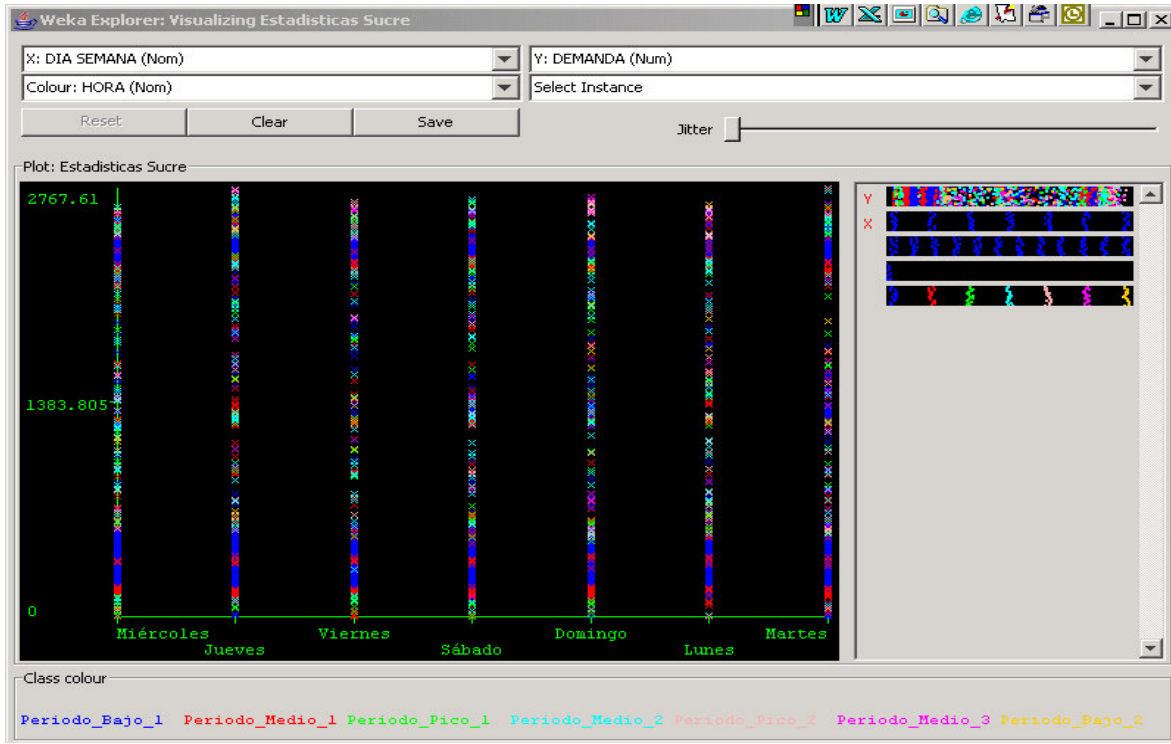 Weka Explorer: Visualizing Estadisticas Sucre
X: DIA SEMANA (Nom)
Y: DEMANDA (Num)
Colour: HORA (Nom)
Select Instance
Reset
Clear
Save
Jitter
Plot: Estadisticas Sucre
2767.61
1383.805
0
Miércoles
Jueves
Viernes
Sábado
Domingo
Lunes
Martes
Y
X
Class colour
Periodo_Bajo_1 Periodo_Medio_1 Periodo_Pico_1 Periodo_Medio_2 Periodo_Pico_2 Periodo_Medio_3 Periodo_Bajo_2